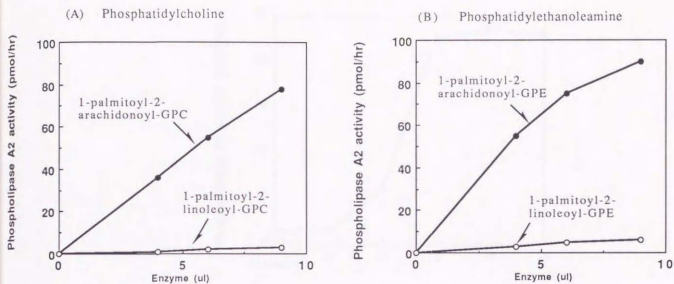 (A) Phosphatidylcholine
Phospholipase A2 activity (pmol/hr)
100
80
60
40
20
0
0
5
10
Enzyme (ul)
1-palmitoyl-2-
arachidonoyl-GPC
1-palmitoyl-2-
linoleoyl-GPC
(B) Phosphatidylethanoleamine
Phospholipase A2 activity (pmol/hr)
100
80
60
40
20
0
0
5
10
Enzyme (ul)
1-palmitoyl-2-
arachidonoyl-GPE
1-palmitoyl-2-
linoleoyl-GPE